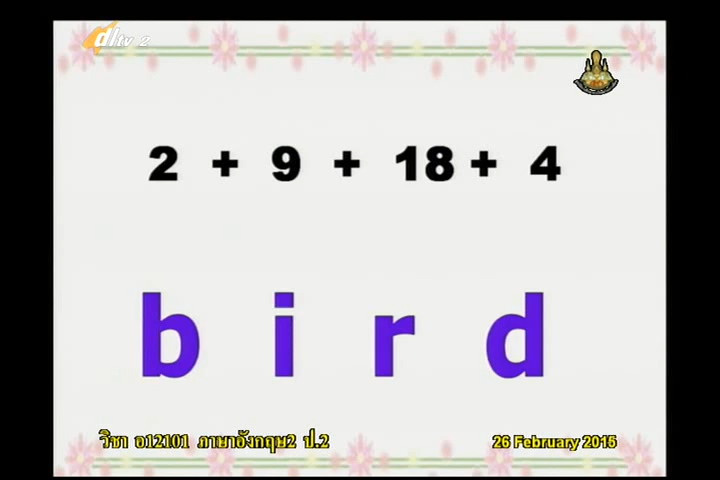 dltv 2
2 + 9 + 18 + 4
b i r d
วิชา อ12101 ภาษาอังกฤษ2 ป.2
26 February 2015